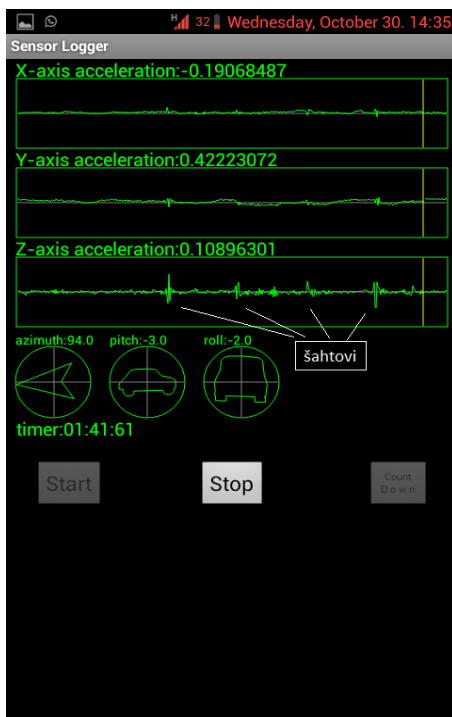 H 32 Wednesday, October 30. 14:35
Sensor Logger
X-axis acceleration:-0.19068487
Y-axis acceleration:0.42223072
Z-axis acceleration:0.10896301
azimuth:94.0 pitch:-3.0 roll:-2.0
šahtovi
timer:01:41:61
Start Stop Count
Down